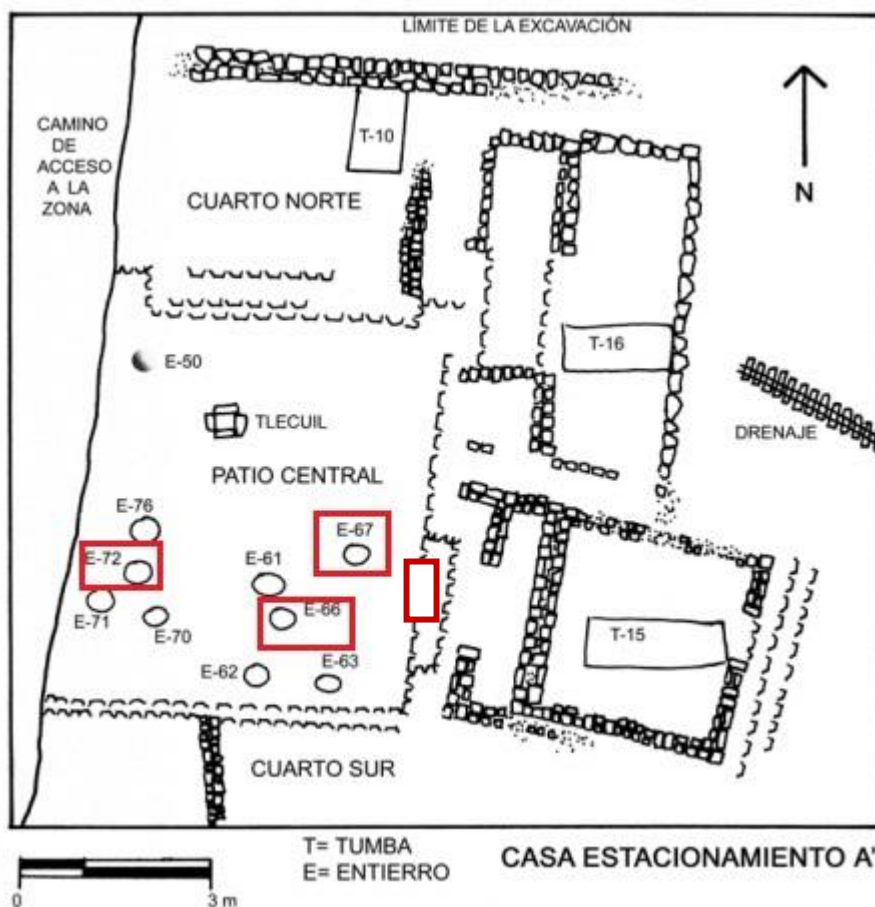 LÍMITE DE LA EXCAVACIÓN
CAMINO
DE
ACCESO
A LA
ZONA
T-10
N
CUARTO NORTE
T-16
E-50
TLECUIL
DRENAJE
PATIO CENTRAL
E-76
E-67
E-72
E-61
E-66
E-71
E-70
T-15
E-62
E-63
CUARTO SUR
T= TUMBA
E= ENTIERRO
CASA ESTACIONAMIENTO A'
0
3 m